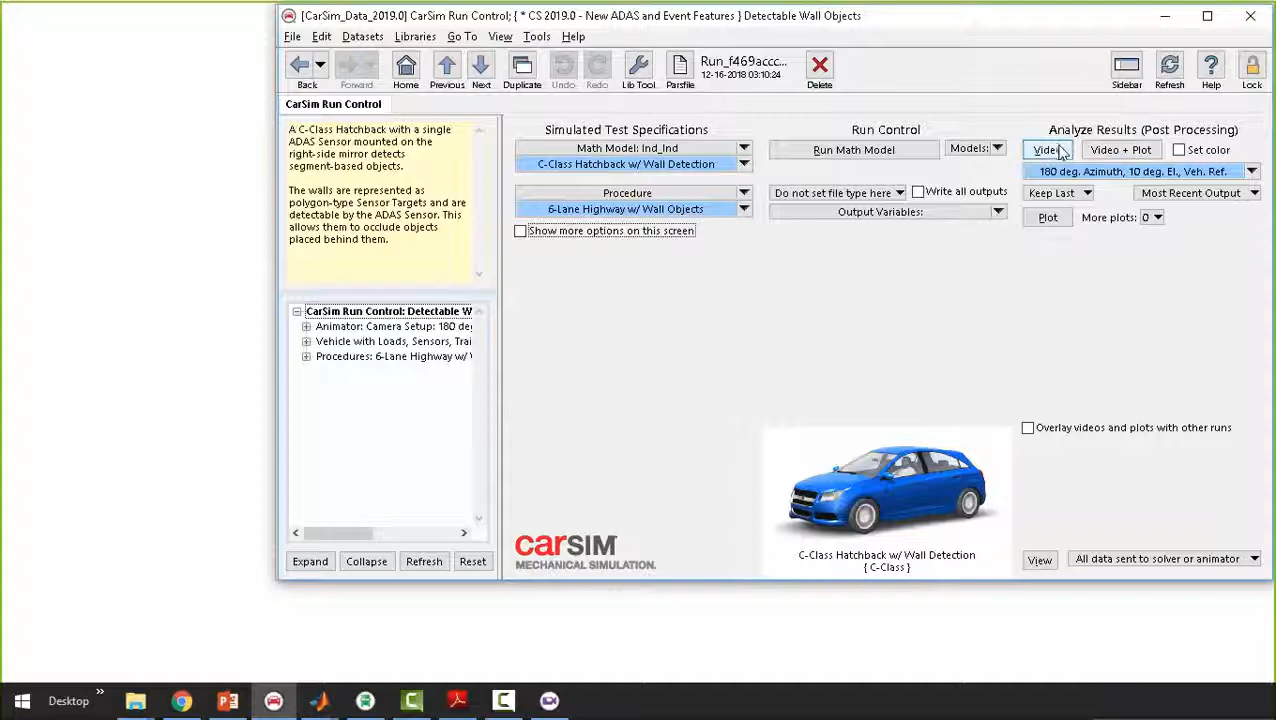 [CarSim_Data_2019.0] CarSim Run Control; { * CS 2019.0 - New ADAS and Event Features } Detectable Wall Objects
File Edit Datasets Libraries Go To View Tools Help
Run_f469accc...
12-16-2018 03:10:24
Back Forward Home Previous Next Duplicate Undo Redo Lib Tool Parsfile Delete Sidebar Refresh Help Lock
CarSim Run Control
A C-Class Hatchback with a single
ADAS Sensor mounted on the
right-side mirror detects
segment-based objects.
The walls are represented as
polygon-type Sensor Targets and are
detectable by the ADAS Sensor. This
allows them to occlude objects
placed behind them.
CarSim Run Control: Detectable W
Animator: Camera Setup: 180 de
Vehicle with Loads, Sensors, Trai
Procedures: 6-Lane Highway w/
Expand Collapse Refresh Reset
Simulated Test Specifications
Math Model: Ind_Ind
C-Class Hatchback w/ Wall Detection
Procedure
6-Lane Highway w/ Wall Objects
Show more options on this screen
Run Control
Run Math Model Models:
Do not set file type here Write all outputs
Output Variables:
Analyze Results (Post Processing)
Video Video + Plot Set color
180 deg. Azimuth, 10 deg. El., Veh. Ref.
Keep Last Most Recent Output
Plot More plots: 0
Overlay videos and plots with other runs
carSIM
MECHANICAL SIMULATION.
C-Class Hatchback w/ Wall Detection
{ C-Class }
View All data sent to solver or animator
Desktop